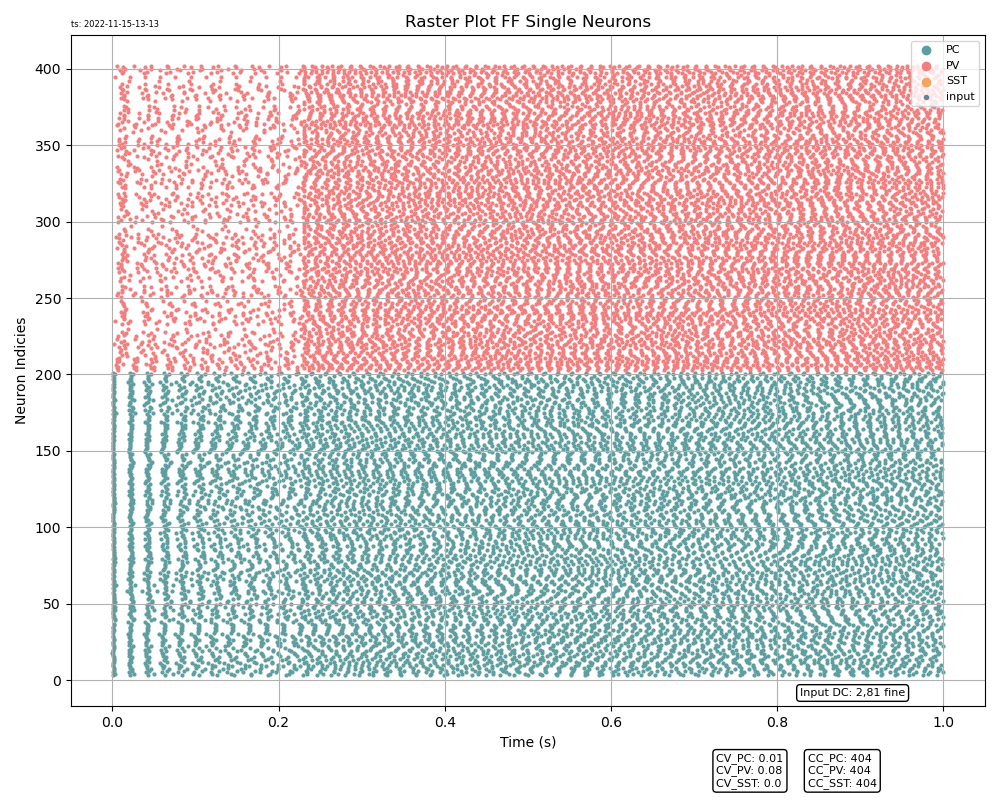 ts: 2022-11-15-13-13
Raster Plot FF Single Neurons
PC
PV
SST
input
400
350
300
250
200
150
100
50
0
Neuron Indicies
Input DC: 2,81 fine
0.0 0.2 0.4 0.6 0.8 1.0
Time (s)
CV_PC: 0.01
CV_PV: 0.08
CV_SST: 0.0
CC_PC: 404
CC_PV: 404
CC_SST: 404